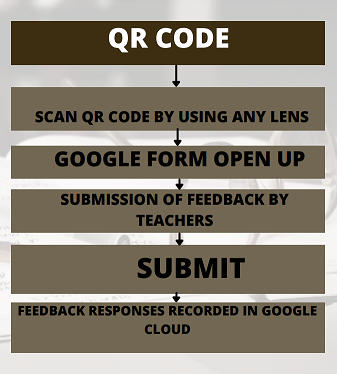 QR CODE
SCAN QR CODE BY USING ANY LENS
GOOGLE FORM OPEN UP
SUBMISSION OF FEEDBACK BY
TEACHERS
SUBMIT
FEEDBACK RESPONSES RECORDED IN GOOGLE
CLOUD